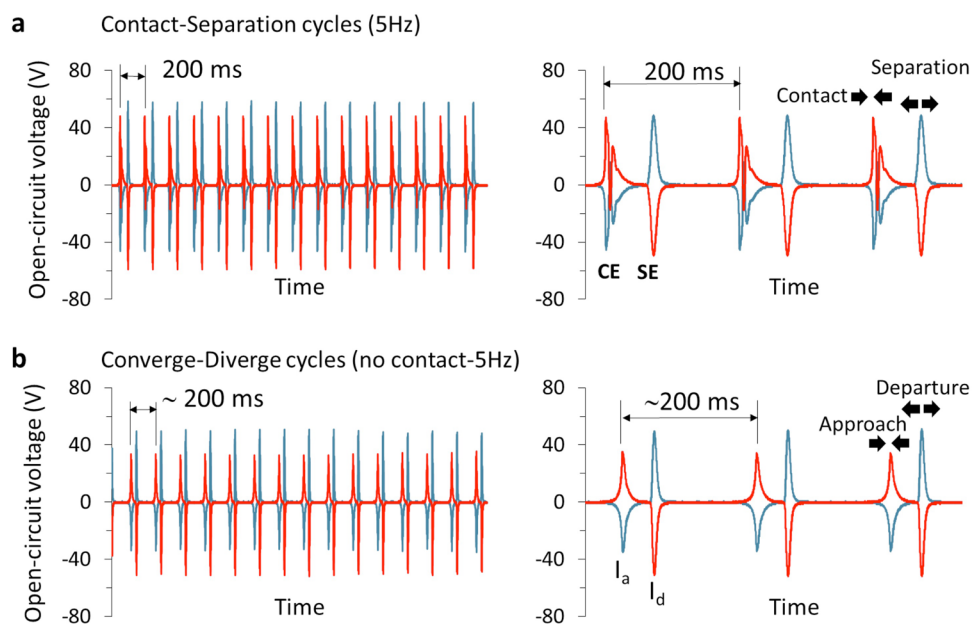 a Contact-Separation cycles (5Hz)
Open-circuit voltage (V)
80
40
0
-40
-80
200 ms
Time
80
40
0
-40
-80
200 ms
Contact
Separation
CE
SE
Time
b Converge-Diverge cycles (no contact-5Hz)
Open-circuit voltage (V)
80
40
0
-40
-80
~ 200 ms
Time
80
40
0
-40
-80
~200 ms
Departure
Approach
Ia
Id
Time